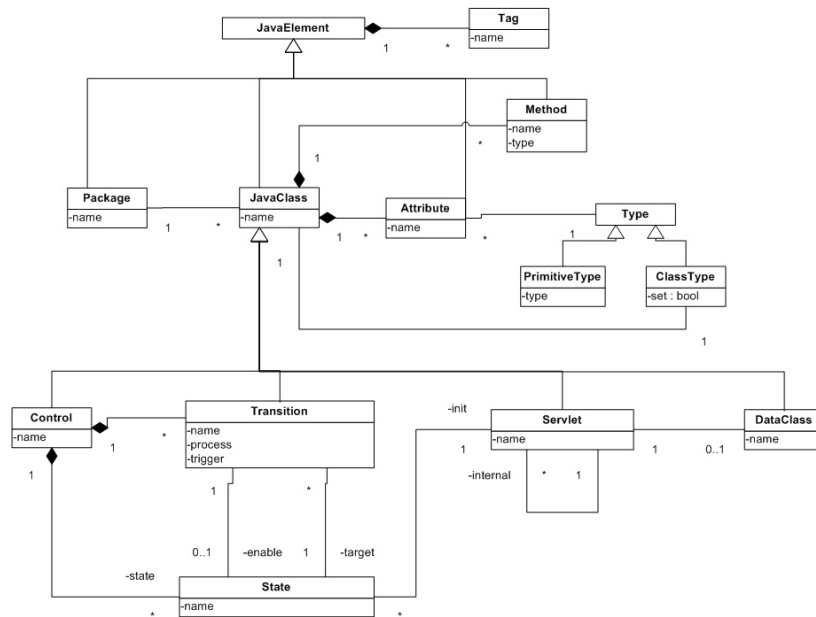 JavaElement
Tag
-name
1
*
Method
-name
-type
1
*
Package
-name
JavaClass
-name
Attribute
-name
Type
1
*
1
*
*
1
1
PrimitiveType
-type
ClassType
-set : bool
1
Control
-name
Transition
-name
-process
-trigger
-init
Servlet
-name
DataClass
-name
1
*
1
1
1
0..1
1
*
-internal
*
1
0..1
-enable
1
-target
-state
State
-name
*
*